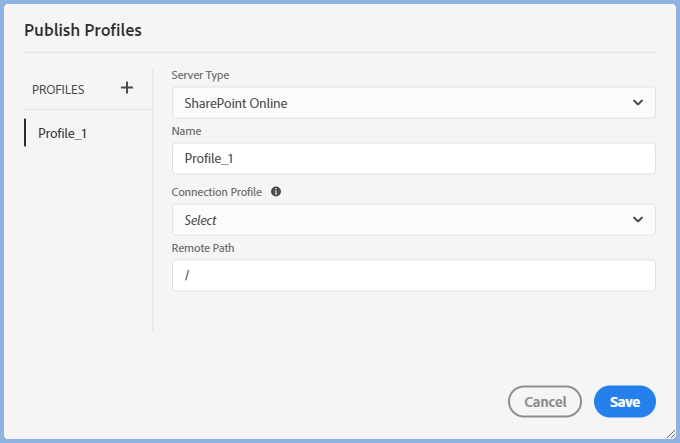 Publish Profiles
PROFILES
Profile_1
Server Type
SharePoint Online
Name
Profile_1
Connection Profile
Select
Remote Path
/
Cancel
Save